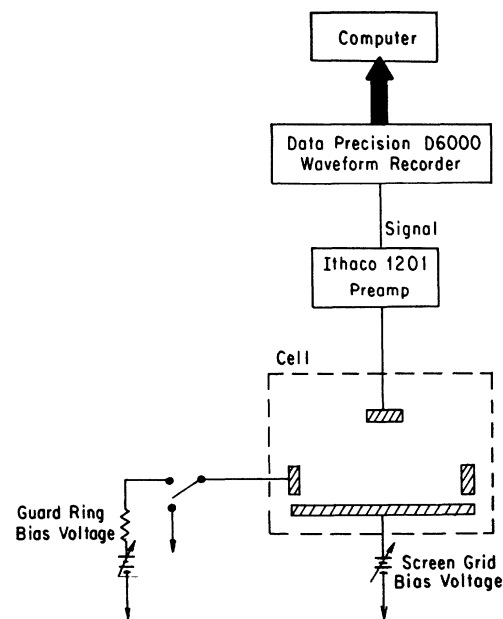 Computer
Data Precision D6000
Waveform Recorder
Signal
Ithaco 1201
Preamp
Cell
Guard Ring
Bias Voltage
Screen Grid
Bias Voltage